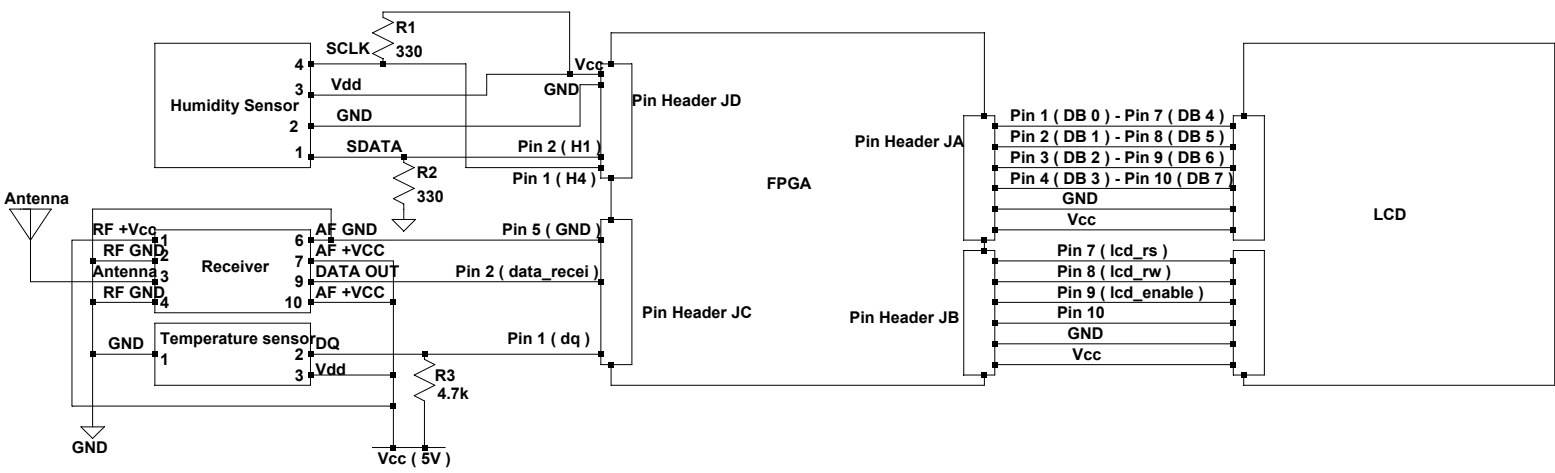 R1
330
SCLK
4
Vcc
3
Vdd
GND
Humidity Sensor
Pin Header JD
2
GND
1
SDATA
Pin 2 ( H1 )
R2
330
Pin 1 ( H4 )
FPGA
Pin Header JA
Pin 1 ( DB 0 ) - Pin 7 ( DB 4 )
Pin 2 ( DB 1 ) - Pin 8 ( DB 5 )
Pin 3 ( DB 2 ) - Pin 9 ( DB 6 )
Pin 4 ( DB 3 ) - Pin 10 ( DB 7 )
GND
Vcc
LCD
Antenna
RF +Vcc
1
RF GND
2
Antenna
3
RF GND
4
Receiver
6
AF GND
7
AF +VCC
9
DATA OUT
10
AF +VCC
Pin 5 ( GND )
Pin 2 ( data_recei )
Pin Header JC
Pin Header JB
Pin 7 ( lcd_rs )
Pin 8 ( lcd_rw )
Pin 9 ( lcd_enable )
Pin 10
GND
Vcc
GND
1
Temperature sensor
2
DQ
3
Vdd
Pin 1 ( dq )
R3
4.7k
GND
Vcc ( 5V )